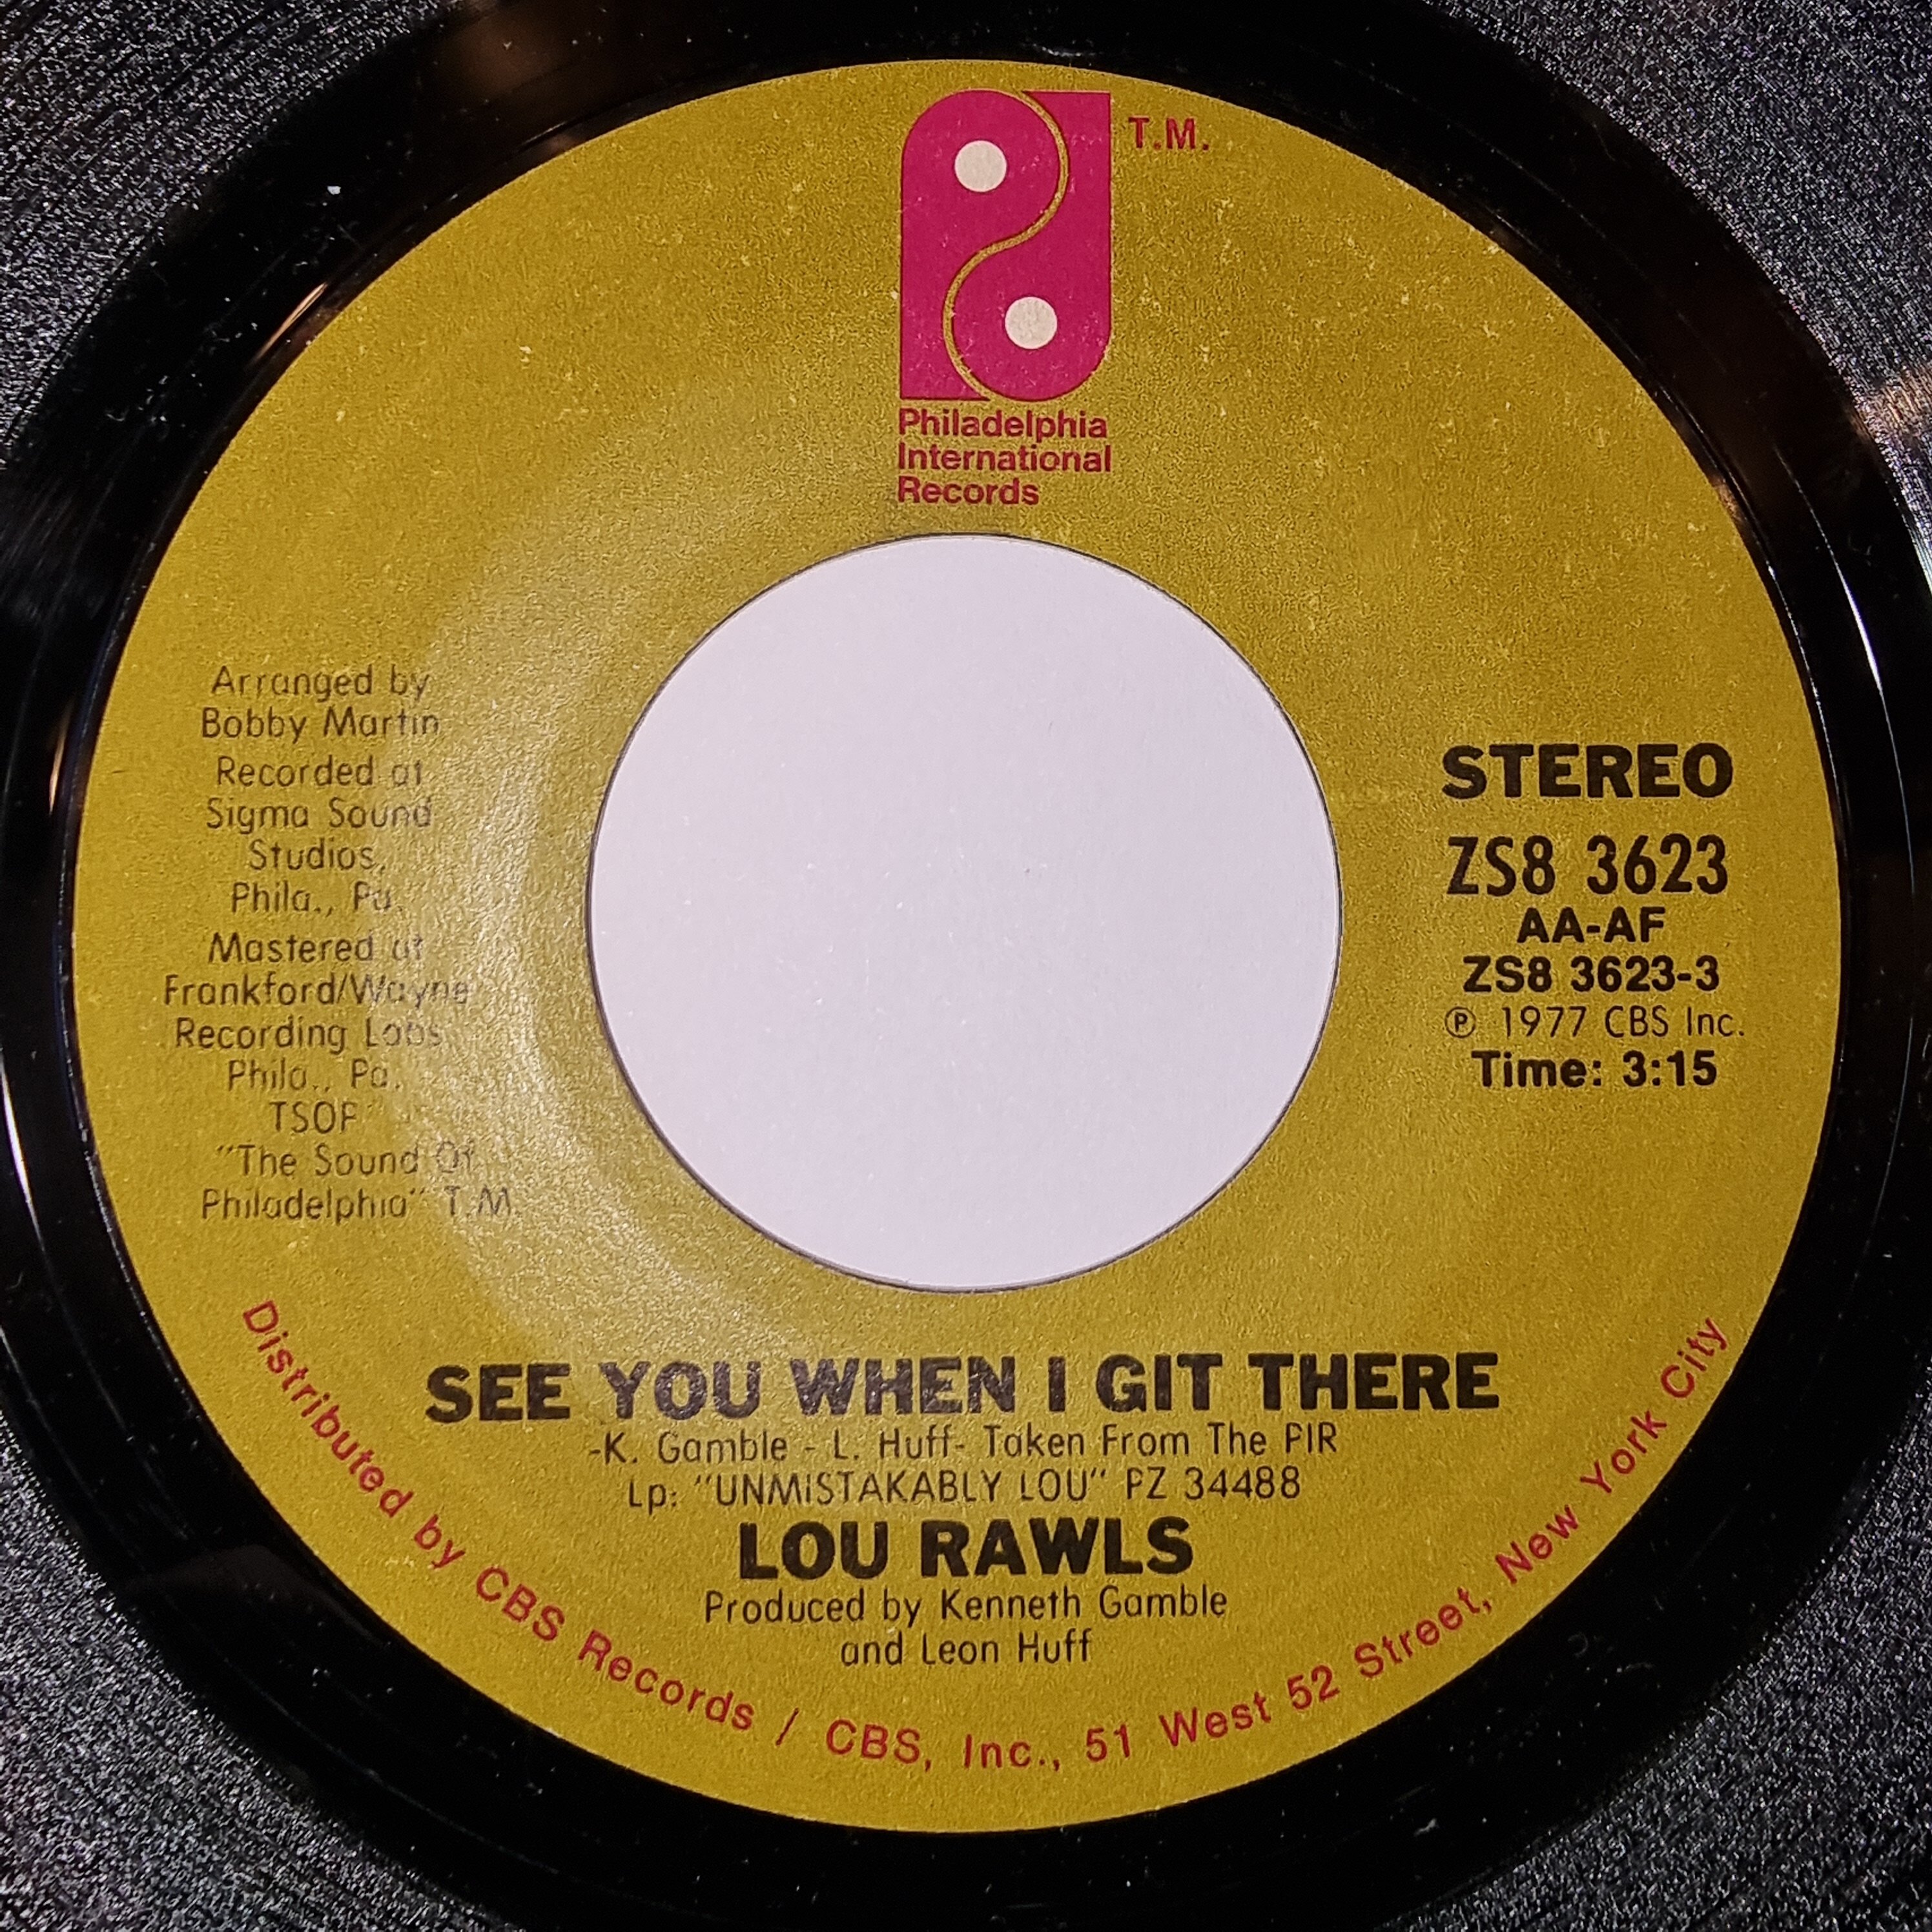 T.M.
Philadelphia
International
Records
Arranged by
Bobby Martin
Recorded at
Sigma Sound
Studios,
Phila., Pa.
Mastered at
Frankford/Wayne
Recording Labs
Phila., Pa.
TSOP
"The Sound Of
Philadelphia" T.M.
STEREO
ZS8 3623
AA-AF
ZS8 3623-3
Ⓟ 1977 CBS Inc.
Time: 3:15
SEE YOU WHEN I GIT THERE
-K. Gamble - L. Huff- Taken From The PIR
Lp: "UNMISTAKABLY LOU" PZ 34488
LOU RAWLS
Produced by Kenneth Gamble
and Leon Huff
Distributed by CBS Records / CBS, Inc., 51 West 52 Street, New York City